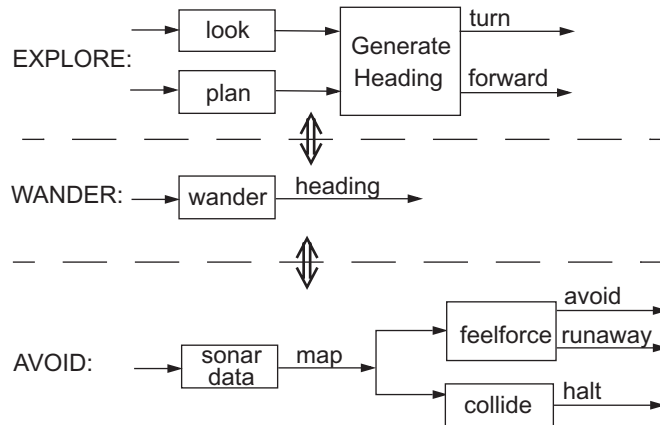 EXPLORE:
look
plan
Generate
Heading
turn
forward
WANDER:
wander
heading
AVOID:
sonar
data
map
feelforce
avoid
runaway
collide
halt